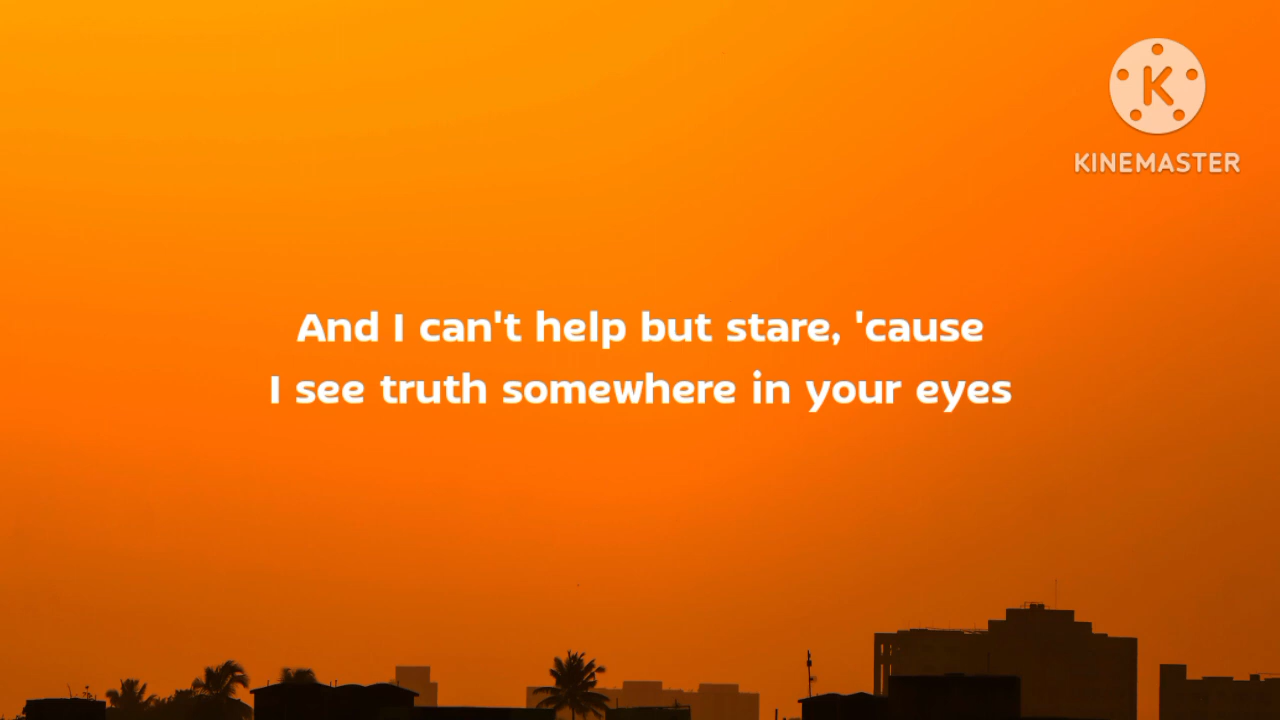 K
KINEMASTER
And I can't help but stare, 'cause
I see truth somewhere in your eyes